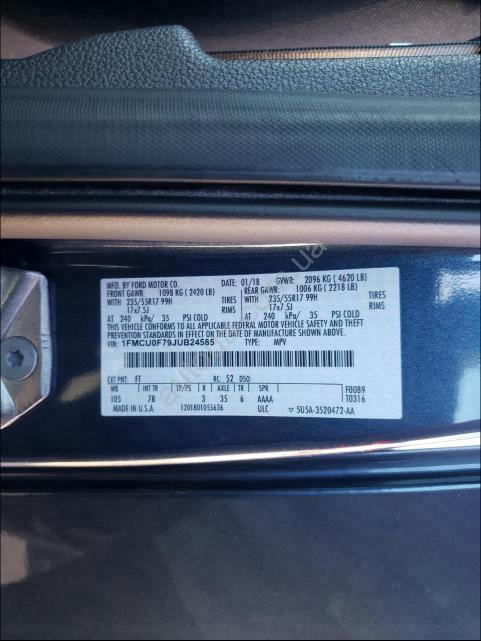 MFD. BY FORD MOTOR CO. 01/18 GVWR: 2096 KG ( 4620 LB)
FRONT GAWR: 1098 KG ( 2420 LB) REAR GAWR: 1006 KG ( 2218 LB)
WITH 235/55R17 99H TIRES WITH 235/55R17 99H TIRES
17x7.5J RIMS 17x7.5J RIMS
AT 240 kPa/ 35 PSI COLD AT 240 kPa/ 35 PSI COLD
THIS VEHICLE CONFORMS TO ALL APPLICABLE FEDERAL MOTOR VEHICLE SAFETY AND THEFT
PREVENTION STANDARDS IN EFFECT ON THE DATE OF MANUFACTURE SHOWN ABOVE.
VIN: 1FMCU0F79JUB24585 TYPE: MPV
EXT PNT: FT RC: 52 DSO:
WB INT TR TP/PS R AXLE TR SPR F0089
105 7B 3 35 6 AAAA T0316
MADE IN U.S.A. 1201801055636 ULC 5U5A-3520472-AA